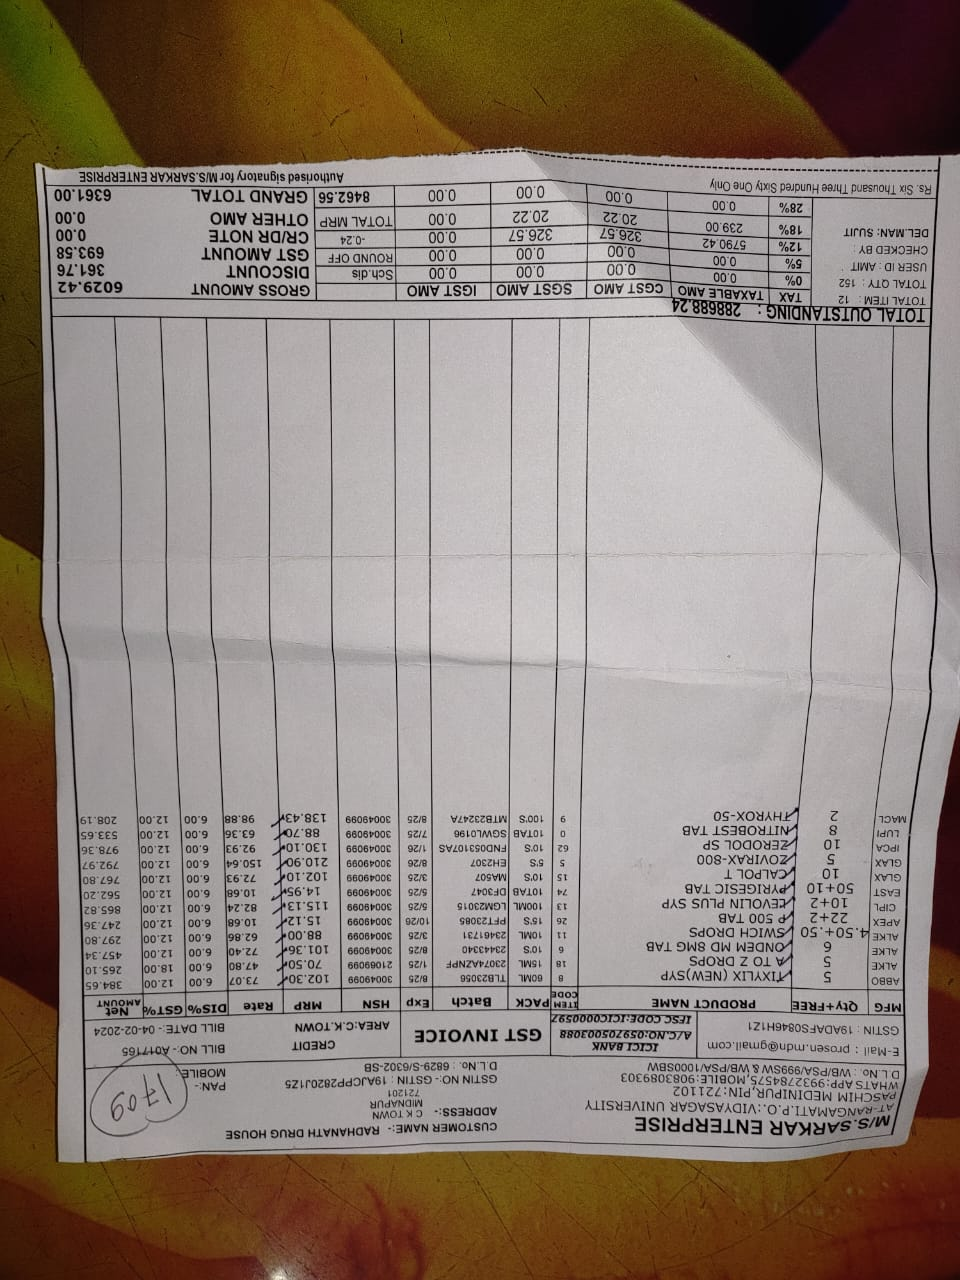 M/S.SARKAR ENTERPRISE
AT-RANGAMATI.P.O.:VIDYASAGAR UNIVERSITY
PASCHIM MEDINIPUR,PIN:721102
WHATS APP:9932784575,MOBILE:9083089303
D.L.No.: WB/PSA/999SW & WB/PSA/1000SBW
E-Mail : mdn.prosen@gmail.com
GSTIN : 19ADAFS0846H1Z1
CUSTOMER NAME:- RADHANATH DRUG HOUSE
ADDRESS:- C K TOWN
MIDNAPUR
721201
GSTIN NO:- GSTIN : 19AJCPP2820J1Z5
D.L.No. : 6829-S/6302-SB
PAN:-
MOBILE:
1709
ICICI BANK
A/C.NO:059705003088
IFSC CODE:ICIC0000597
GST INVOICE
CREDIT
AREA:C.K.TOWN
BILL NO:- A017165
BILL DATE:- 04-02-2024
MFG Qty+FREE PRODUCT NAME ITEM CODE PACK Batch Exp HSN MRP Rate DIS% GST% Net AMOUNT
ABBO 5 TIXYLIX (NEW)SYP 8 60ML TLB23056 8/25 30049099 102.30 73.07 6.00 12.00 384.65
ALKE 5 A TO Z DROPS 18 15ML 23074AZNPF 1/25 21069099 70.50 47.80 6.00 18.00 265.10
ALKE 6 ONDEM MD 8MG TAB 6 10'S 23443340 30049099 101.36 72.40 6.00 12.00 457.34
ALKE 4.50+.50 SWICH DROPS 11 10ML 23461731 3/25 30049099 88.00 62.86 6.00 12.00 297.80
APEX 22+2 P 500 TAB 26 15'S PFT23085 10/26 30049099 15.12 10.68 6.00 12.00 247.36
CIPL 10+2 LEVOLIN PLUS SYP 13 100ML LGM23015 5/25 30049099 115.13 82.24 6.00 12.00 865.82
EAST 50+10 PYRIGESIC TAB 74 10TAB DF3047 5/25 30049099 14.95 10.68 6.00 12.00 562.20
GLAX 10 CALPOL T 15 10'S MA507 3/25 30049099 102.10 72.93 6.00 12.00 767.80
GLAX 5 ZOVIRAX-800 5 5'S EH2307 8/26 30049099 210.90 150.64 6.00 12.00 792.97
IPCA 10 ZERODOL SP 62 10'S FND053107AS 1/26 30049099 130.10 92.93 6.00 12.00 978.36
LUPI 8 NITROBEST TAB 0 10TAB SOWL0196 7/25 30049099 88.70 63.36 6.00 12.00 533.65
MACL 2 THYROX-50 9 100'S MTB2322A7A 8/25 30049099 138.43 98.88 6.00 12.00 208.19
TOTAL OUTSTANDING : 288688.24
TOTAL ITEM : 12
TOTAL QTY : 152
USER ID : AMIT
CHECKED BY :
DEL.MAN: SUJIT
TAX TAXABLE AMO CGST AMO SGST AMO IGST AMO
0% 0.00 0.00 0.00 0.00 Sch.dis
5% 0.00 0.00 0.00 0.00 ROUND OFF
12% 5790.42 326.57 326.57 0.00 -0.24
18% 239.00 20.22 20.22 0.00 TOTAL MRP
28% 0.00 0.00 0.00 0.00 8462.56
GROSS AMOUNT 6029.42
DISCOUNT 361.76
GST AMOUNT 693.58
CR/DR NOTE 0.00
OTHER AMO 0.00
GRAND TOTAL 6361.00
Rs. Six Thousand Three Hundred Sixty One Only
Authorised signatory for M/S.SARKAR ENTERPRISE